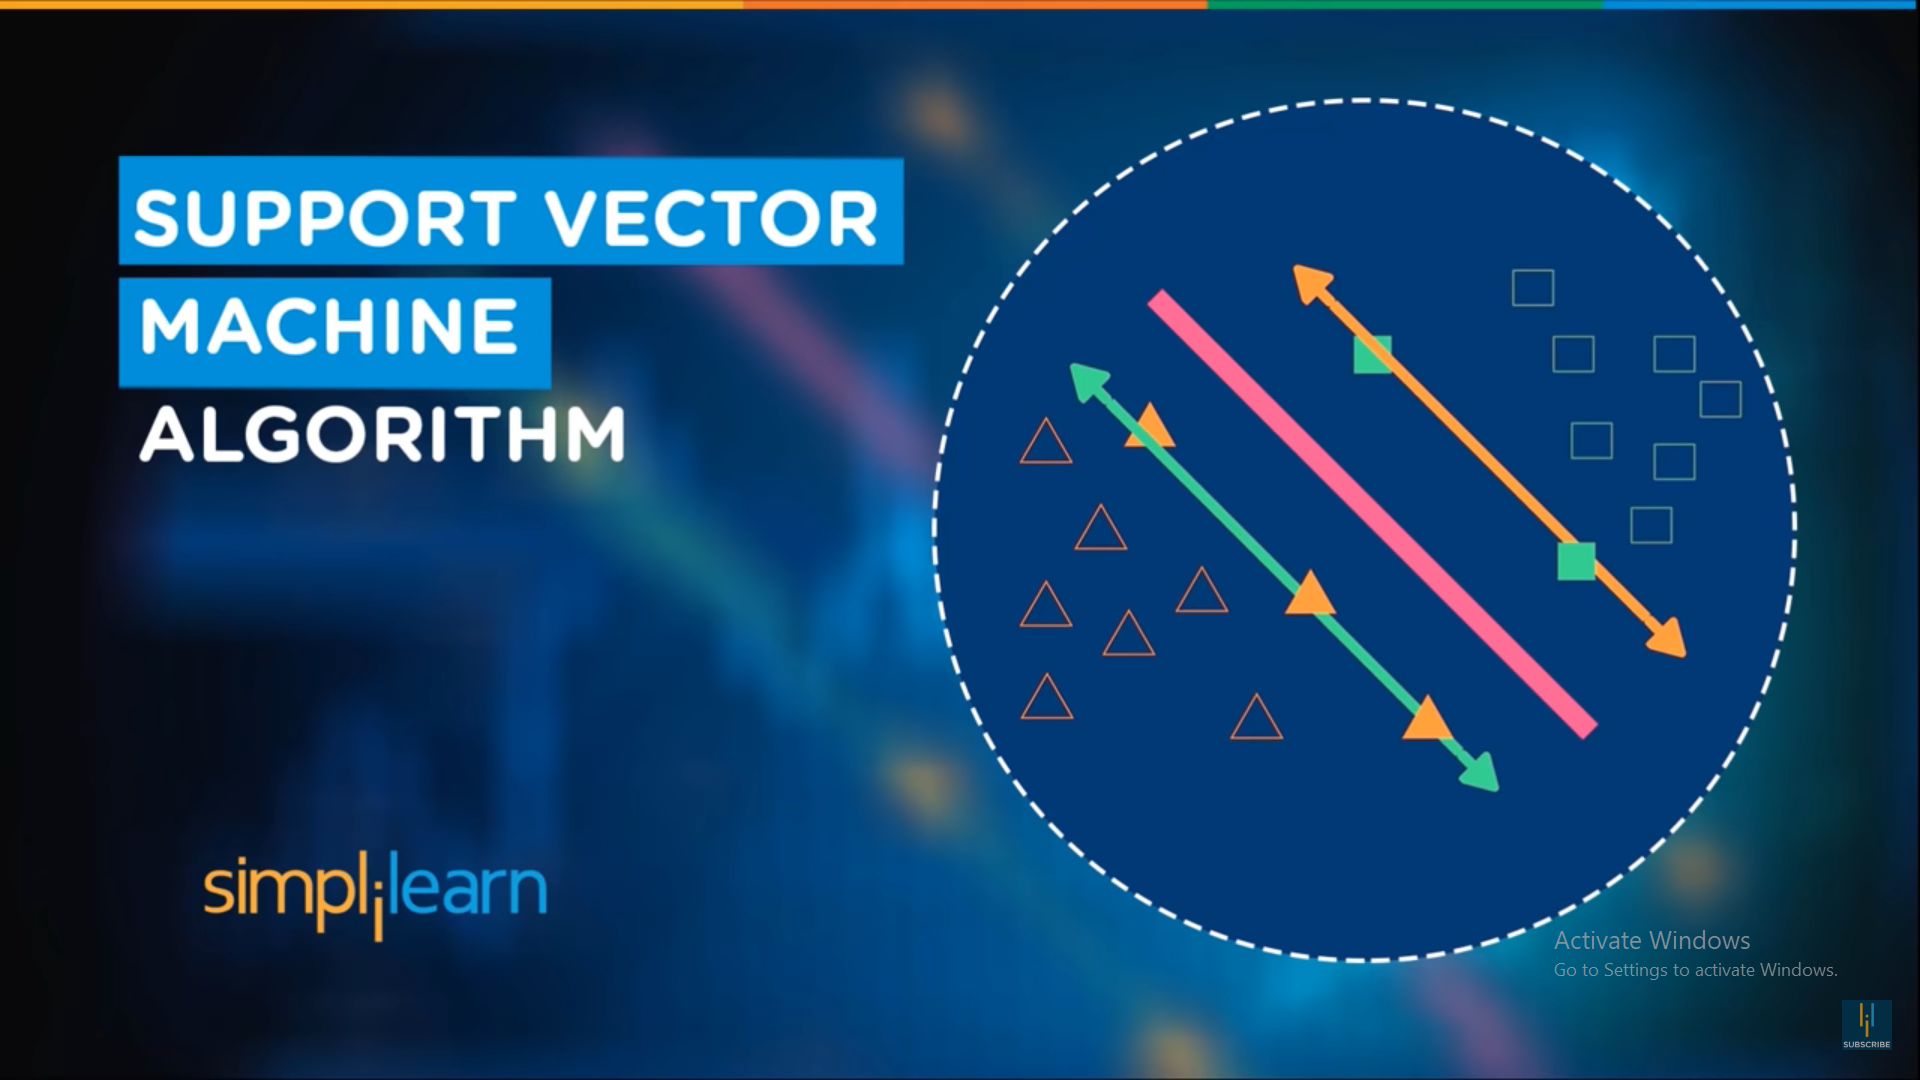 SUPPORT VECTOR
MACHINE
ALGORITHM
simplilearn
Activate Windows
Go to Settings to activate Windows.
SUBSCRIBE